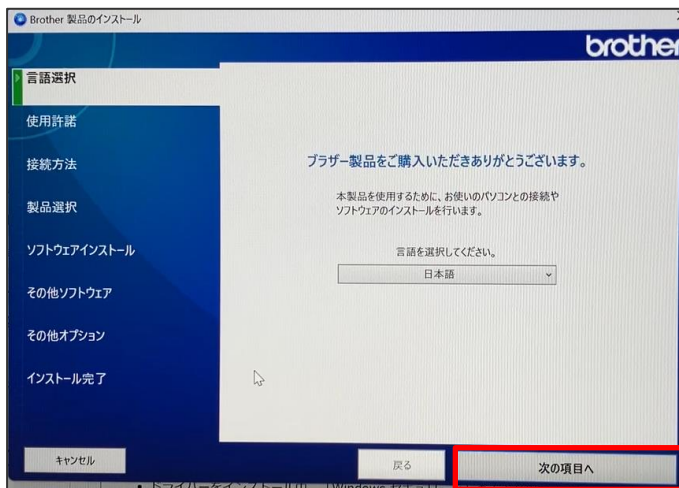 Brother 製品のインストール
brother
言語選択
使用許諾
接続方法
製品選択
ソフトウェアインストール
その他ソフトウェア
その他オプション
インストール完了
ブラザー製品をご購入いただきありがとうございます。
本製品を使用するために、お使いのパソコンとの接続や
ソフトウェアのインストールを行います。
言語を選択してください。
日本語
キャンセル
戻る
次の項目へ